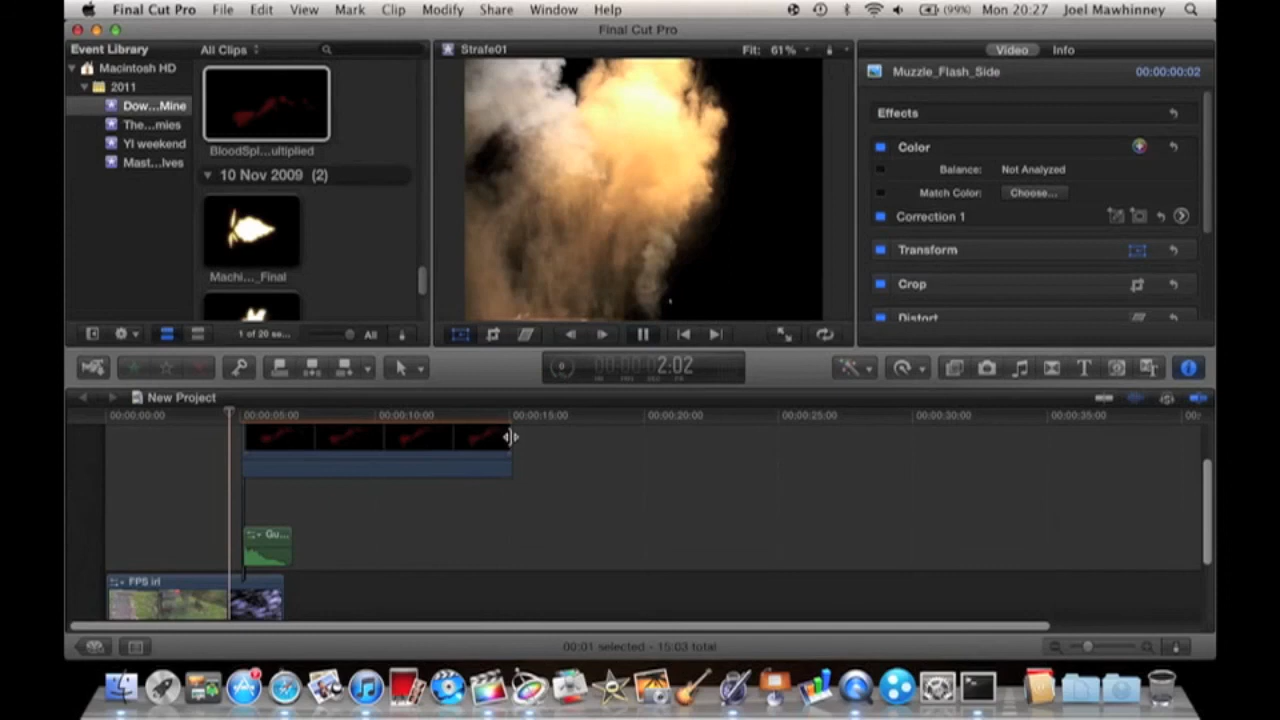 Final Cut Pro File Edit View Mark Clip Modify Share Window Help (99%) Mon 20:27 Joel Mawhinney
Final Cut Pro
Event Library
All Clips
Strafe01
Fit: 61%
Video
Info
Macintosh HD
2011
Dow...Mine
The...mies
YI weekend
Mast...lves
BloodSpl...ultiplied
10 Nov 2009 (2)
Machi..._Final
1 of 20 se...
All
Muzzle_Flash_Side
00:00:00:02
Effects
Color
Balance: Not Analyzed
Match Color: Choose...
Correction 1
Transform
Crop
Distort
2:02
New Project
00:00:00:00
00:00:05:00
00:00:10:00
00:00:15:00
00:00:20:00
00:00:25:00
00:00:30:00
00:00:35:00
00:
Gu...
FPS irl
00:01 selected - 15:03 total